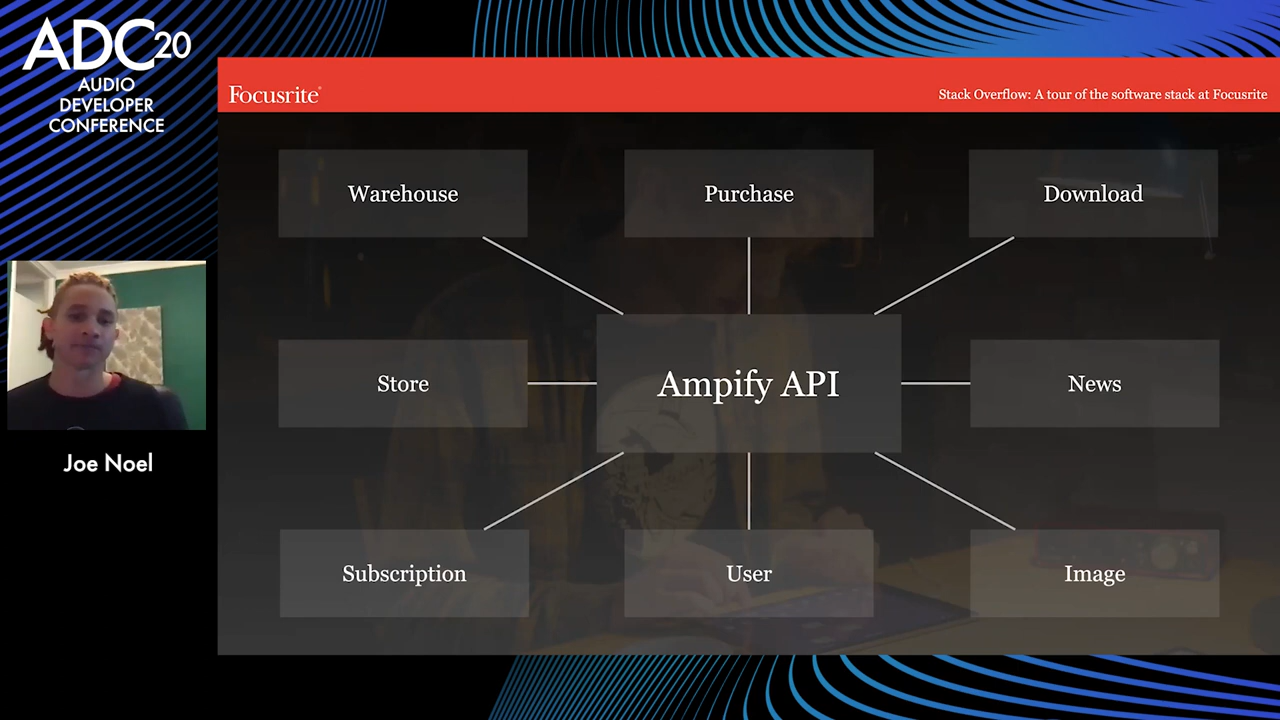 ADC20
AUDIO
DEVELOPER
CONFERENCE
Focusrite®
Stack Overflow: A tour of the software stack at Focusrite
Warehouse
Purchase
Download
Store
Ampify API
News
Subscription
User
Image
Joe Noel